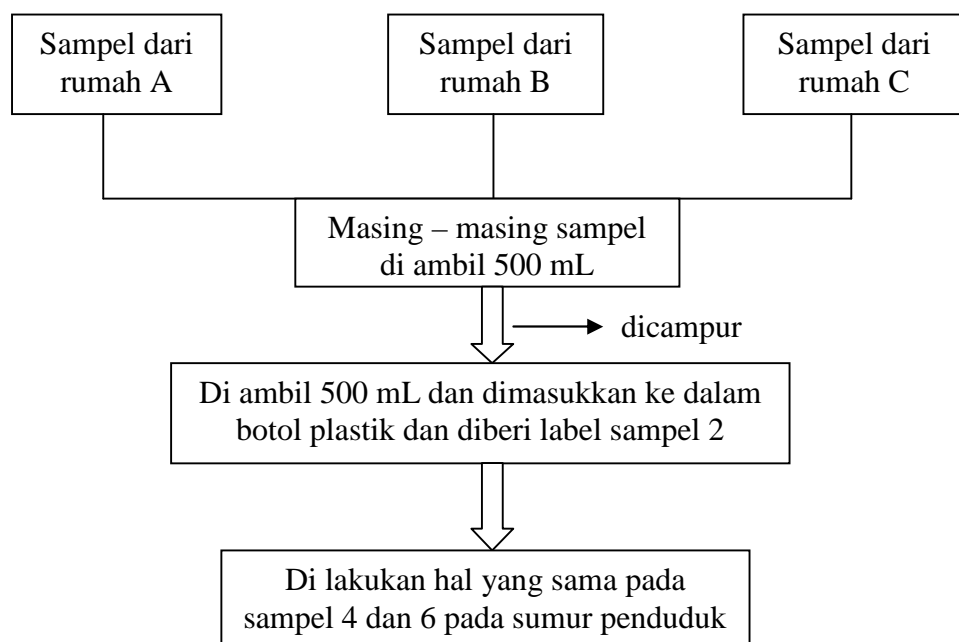 Sampel dari
rumah A
Sampel dari
rumah B
Sampel dari
rumah C
Masing – masing sampel
di ambil 500 mL
dicampur
Di ambil 500 mL dan dimasukkan ke dalam
botol plastik dan diberi label sampel 2
Di lakukan hal yang sama pada
sampel 4 dan 6 pada sumur penduduk